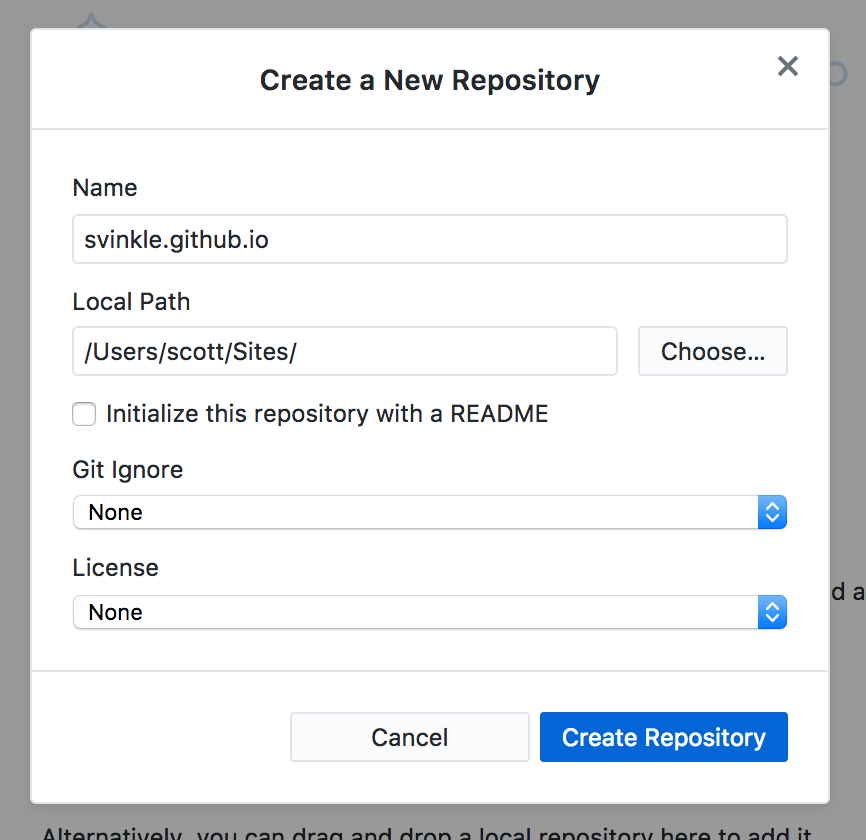 Create a New Repository
Name
svinkle.github.io
Local Path
/Users/scott/Sites/
Choose...
Initialize this repository with a README
Git Ignore
None
d a
License
None
Cancel
Create Repository
Alternatively, you can drag and drop a local repository here to add it